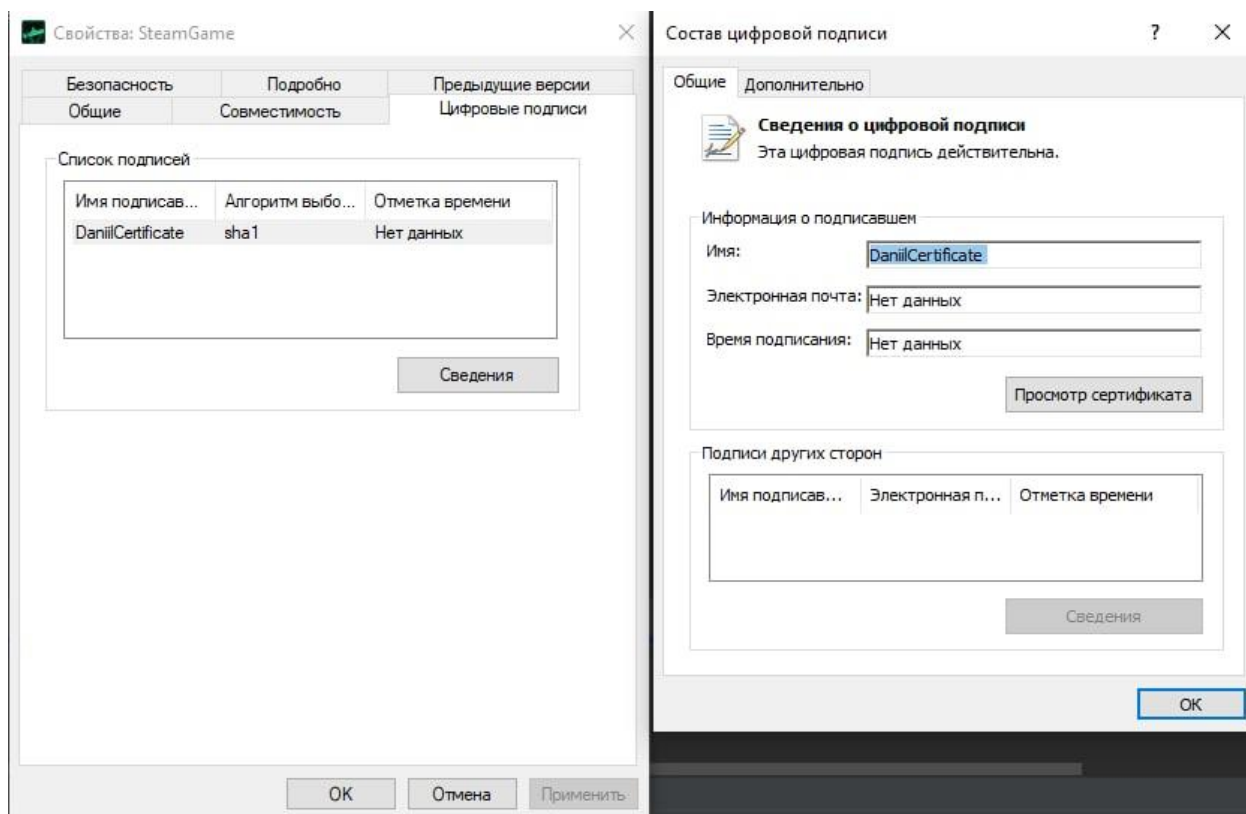 Свойства: SteamGame
Безопасность Подробно Предыдущие версии
Общие Совместимость Цифровые подписи
Список подписей
Имя подписав... Алгоритм выбо... Отметка времени
DaniilCertificate sha1 Нет данных
Сведения
OK Отмена Применить
Состав цифровой подписи ?
Общие Дополнительно
Сведения о цифровой подписи
Эта цифровая подпись действительна.
Информация о подписавшем
Имя: DaniilCertificate
Электронная почта: Нет данных
Время подписания: Нет данных
Просмотр сертификата
Подписи других сторон
Имя подписав... Электронная п... Отметка времени
Сведения
OK